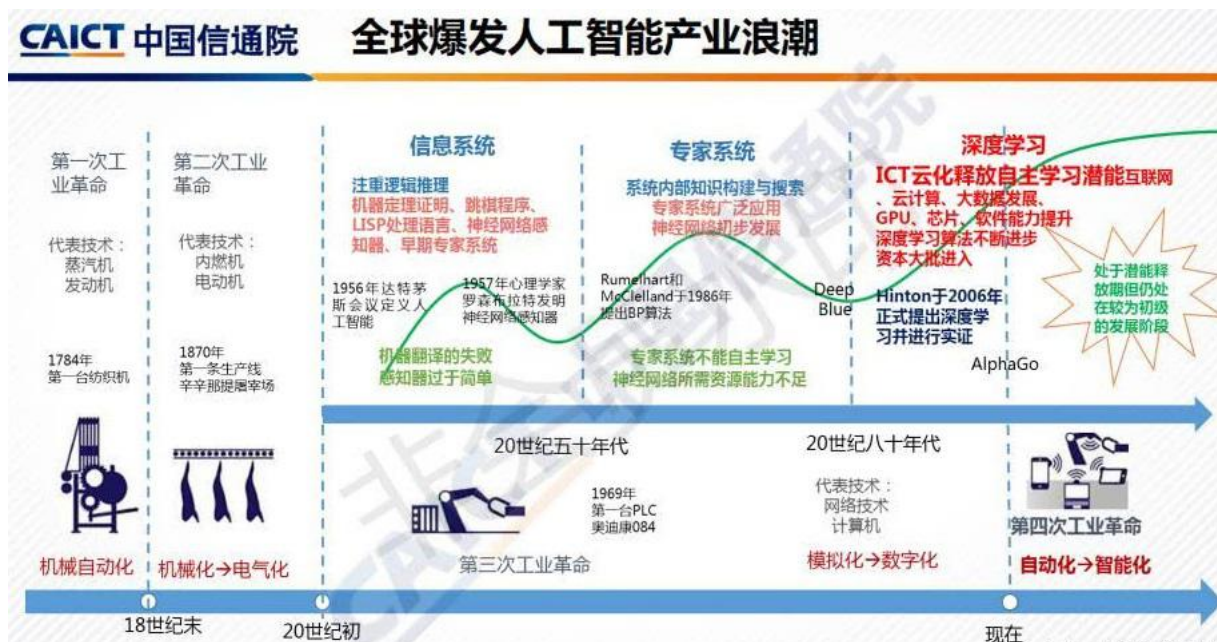 CAICT 中国信通院
全球爆发人工智能产业浪潮
第一次工
业革命
代表技术：
蒸汽机
发动机
1784年
第一台纺织机
机械自动化
第二次工业
革命
代表技术：
内燃机
电动机
1870年
第一条生产线
辛辛那提屠宰场
机械化→电气化
信息系统
注重逻辑推理
机器定理证明、跳棋程序、
LISP处理语言、神经网络感
知器、早期专家系统
1956年达特茅
斯会议定义人
工智能
1957年心理学家
罗森布拉特发明
神经网络感知器
机器翻译的失败
感知器过于简单
专家系统
系统内部知识构建与搜索
专家系统广泛应用
神经网络初步发展
Rumelhart和
McClelland于1986年
提出BP算法
Deep
Blue
专家系统不能自主学习
神经网络所需资源能力不足
深度学习
ICT云化释放自主学习潜能互联网
、云计算、大数据发展、
GPU、芯片、软件能力提升
深度学习算法不断进步
资本大批进入
Hinton于2006年
正式提出深度学
习并进行实证
AlphaGo
处于潜能释
放期但仍处
在较为初级
的发展阶段
20世纪五十年代
20世纪八十年代
1969年
第一台PLC
奥迪康084
第三次工业革命
代表技术：
网络技术
计算机
模拟化→数字化
第四次工业革命
自动化→智能化
18世纪末
20世纪初
现在